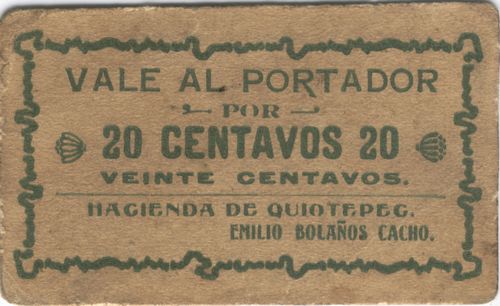 VALE AL PORTADOR
POR
20 CENTAVOS 20
VEINTE CENTAVOS.
HACIENDA DE QUIOTEPEC.
EMILIO BOLAÑOS CACHO.